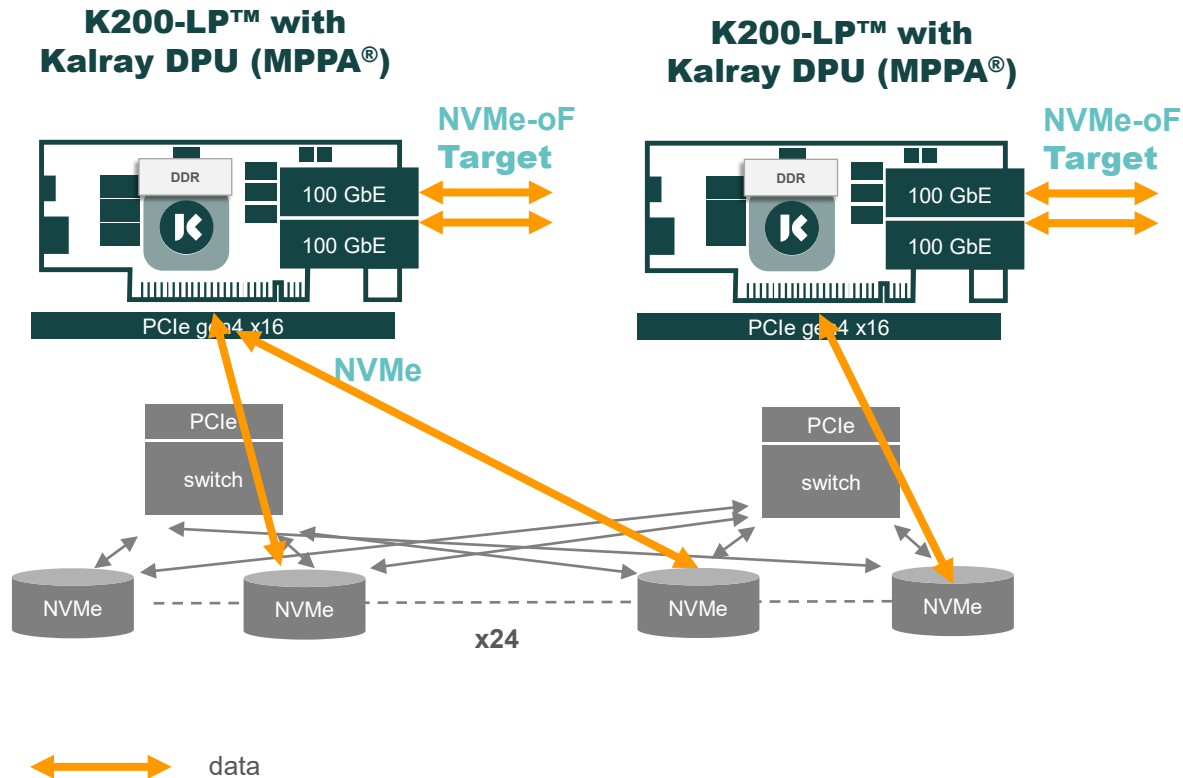 K200-LP™ with
Kalray DPU (MPPA®)
K200-LP™ with
Kalray DPU (MPPA®)
NVMe-oF
Target
NVMe-oF
Target
DDR
100 GbE
100 GbE
DDR
100 GbE
100 GbE
PCIe gen4 x16
PCIe gen4 x16
NVMe
PCIe
switch
PCIe
switch
NVMe
NVMe
NVMe
NVMe
x24
data